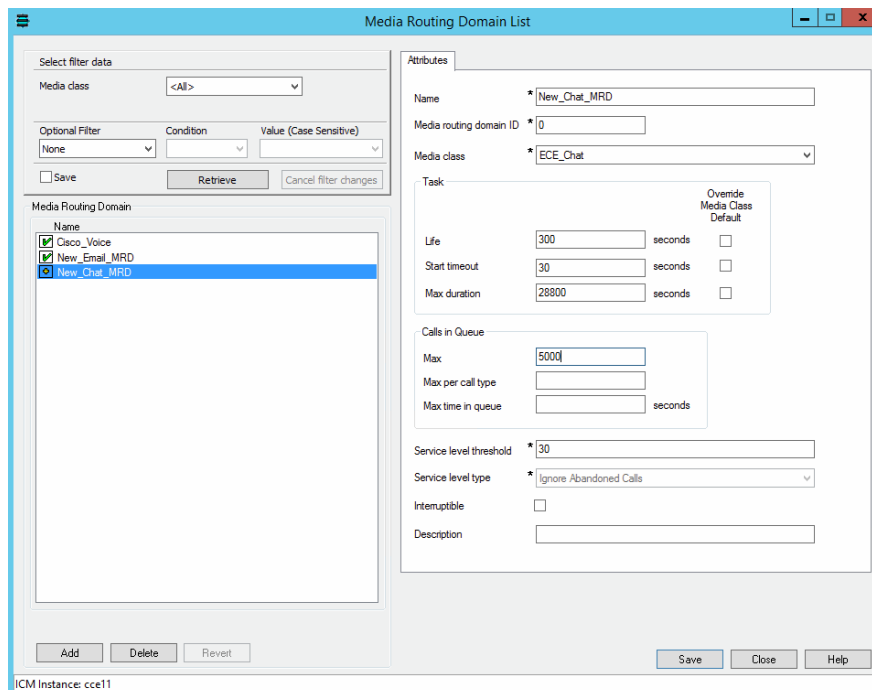 Media Routing Domain List
Select filter data
Media class <All>
Optional Filter Condition Value (Case Sensitive)
None
Save Retrieve Cancel filter changes
Media Routing Domain
Name
Cisco_Voice
New_Email_MRD
New_Chat_MRD
Add Delete Revert
Attributes
Name * New_Chat_MRD
Media routing domain ID * 0
Media class * ECE_Chat
Task
Override
Media Class
Default
Life 300 seconds
Start timeout 30 seconds
Max duration 28800 seconds
Calls in Queue
Max 5000
Max per call type
Max time in queue seconds
Service level threshold * 30
Service level type * Ignore Abandoned Calls
Interruptible
Description
Save Close Help
ICM Instance: cce11